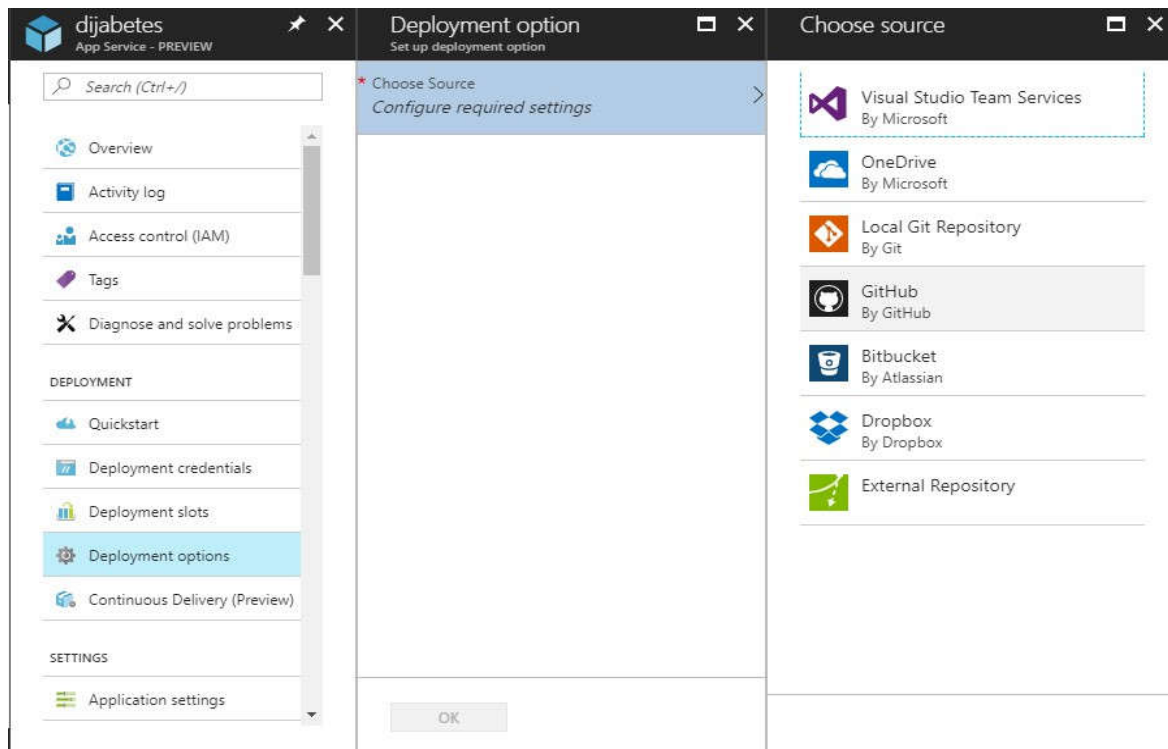 dijabetes
App Service - PREVIEW
Search (Ctrl+/)
Overview
Activity log
Access control (IAM)
Tags
Diagnose and solve problems
DEPLOYMENT
Quickstart
Deployment credentials
Deployment slots
Deployment options
Continuous Delivery (Preview)
SETTINGS
Application settings
Deployment option
Set up deployment option
* Choose Source
Configure required settings
OK
Choose source
Visual Studio Team Services
By Microsoft
OneDrive
By Microsoft
Local Git Repository
By Git
GitHub
By GitHub
Bitbucket
By Atlassian
Dropbox
By Dropbox
External Repository